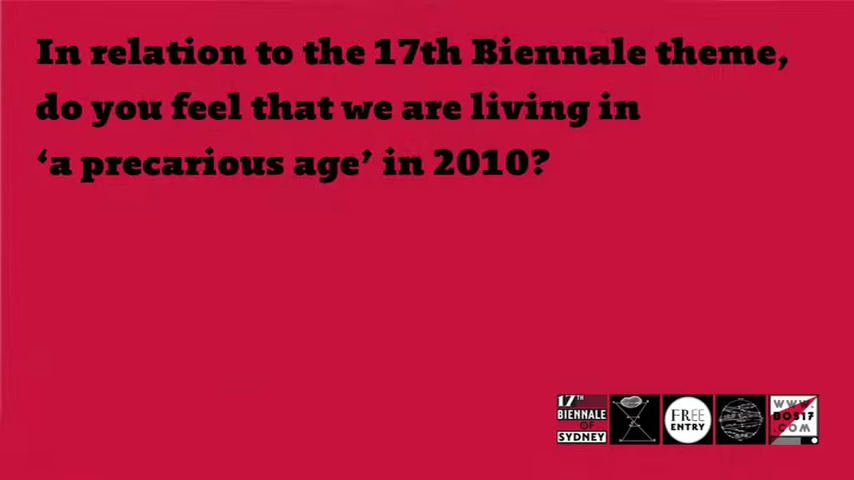 In relation to the 17th Biennale theme,
do you feel that we are living in
‘a precarious age’ in 2010?
17TH
BIENNALE
OF
SYDNEY
FREE
ENTRY
WWW.
BOS17
.COM